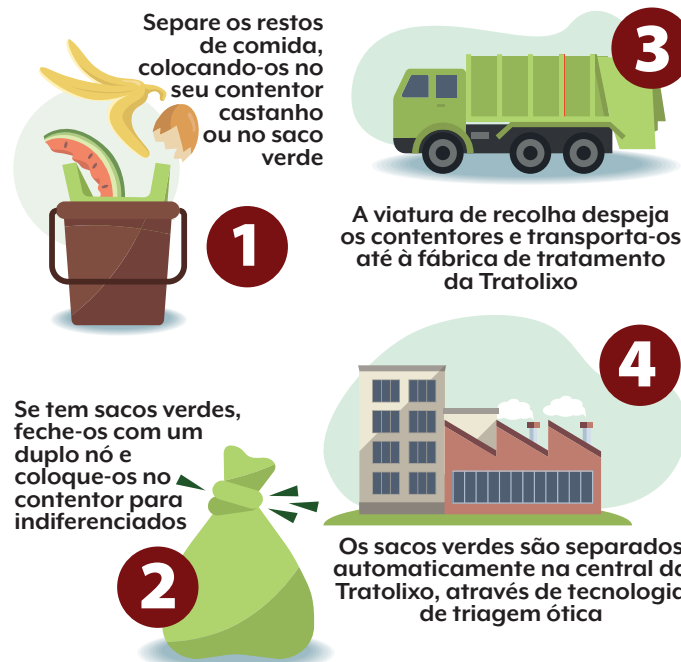 Separe os restos
de comida,
colocando-os no
seu contentor
castanho
ou no saco
verde
1
Se tem sacos verdes,
feche-os com um
duplo nó e
coloque-os no
contentor para
indiferenciados
2
3
A viatura de recolha despeja
os contentores e transporta-os
até à fábrica de tratamento
da Tratolixo
4
Os sacos verdes são separados
automaticamente na central da
Tratolixo, através de tecnologia
de triagem ótica